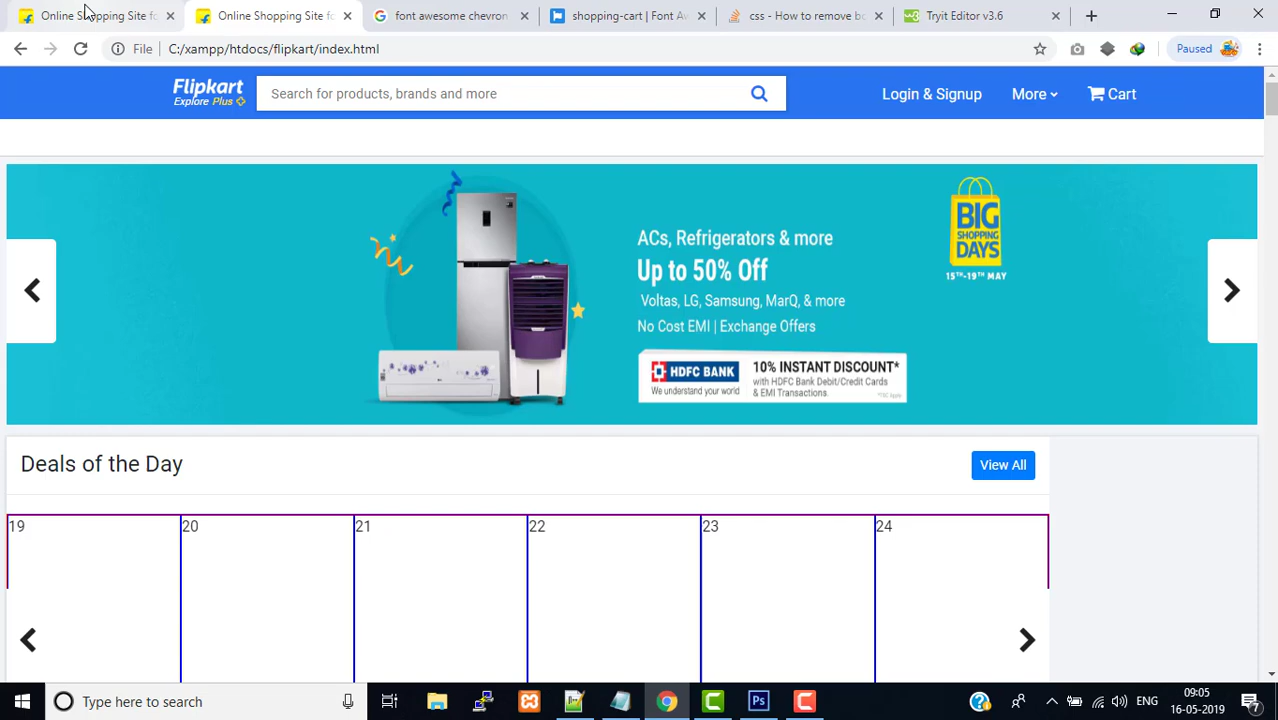 Online Shopping Site fo
Online Shopping Site fo
font awesome chevron
shopping-cart | Font Aw
css - How to remove bo
Tryit Editor v3.6
File
C:/xampp/htdocs/flipkart/index.html
Paused
Flipkart
Explore Plus
Search for products, brands and more
Login & Signup
More
Cart
ACs, Refrigerators & more
Up to 50% Off
Voltas, LG, Samsung, MarQ, & more
No Cost EMI | Exchange Offers
HDFC BANK
We understand your world
10% INSTANT DISCOUNT*
with HDFC Bank Debit/Credit Cards
& EMI Transactions.
BIG
SHOPPING
DAYS
15TH-19TH MAY
Deals of the Day
View All
19
20
21
22
23
24
Type here to search
Ps
ENG
09:05
16-05-2019
7